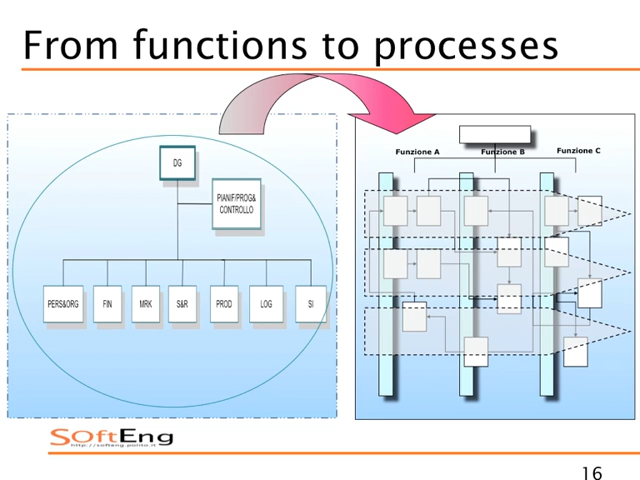 From functions to processes
DG
PIANIF/PROG&
CONTROLLO
PERS&ORG FIN MRK S&R PROD LOG SI
Funzione A Funzione B Funzione C
SOftEng
http://softeng.polito.it
16